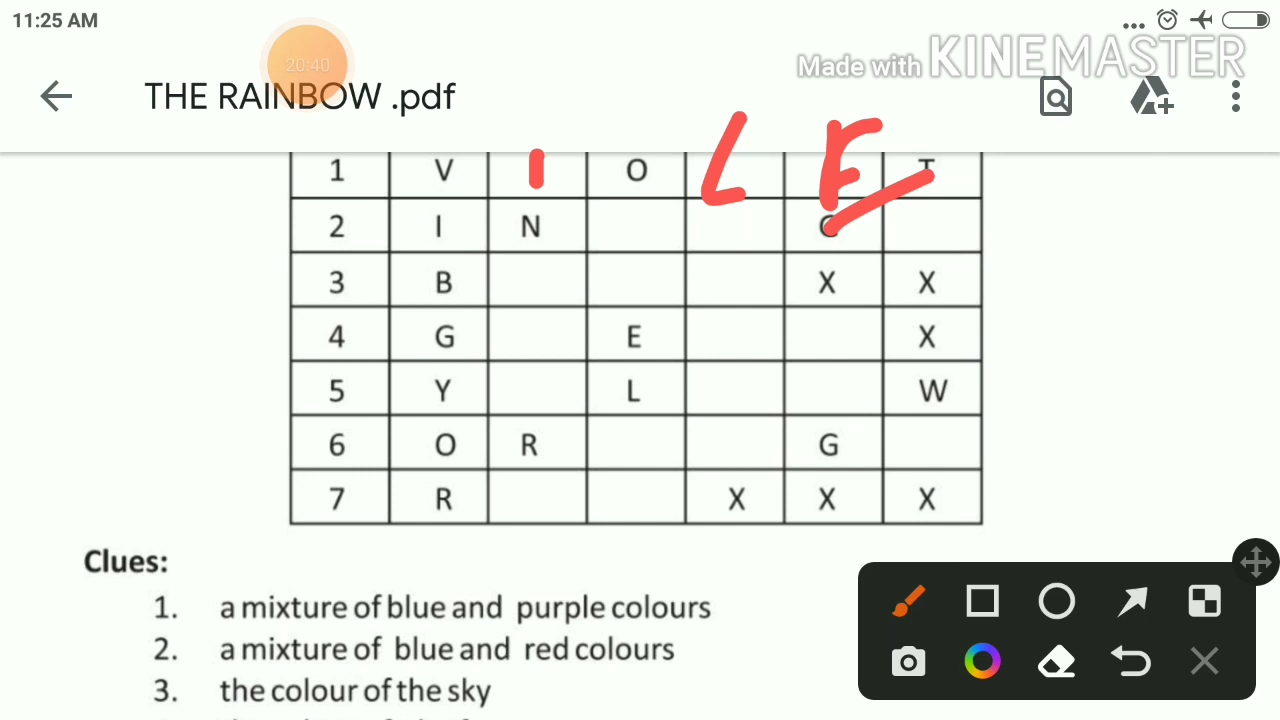 11:25 AM
20:40
Made with KINEMASTER
THE RAINBOW .pdf
1 V I O L E T
2 I N G
3 B X X
4 G E X
5 Y L W
6 O R G
7 R X X X
Clues:
1. a mixture of blue and purple colours
2. a mixture of blue and red colours
3. the colour of the sky